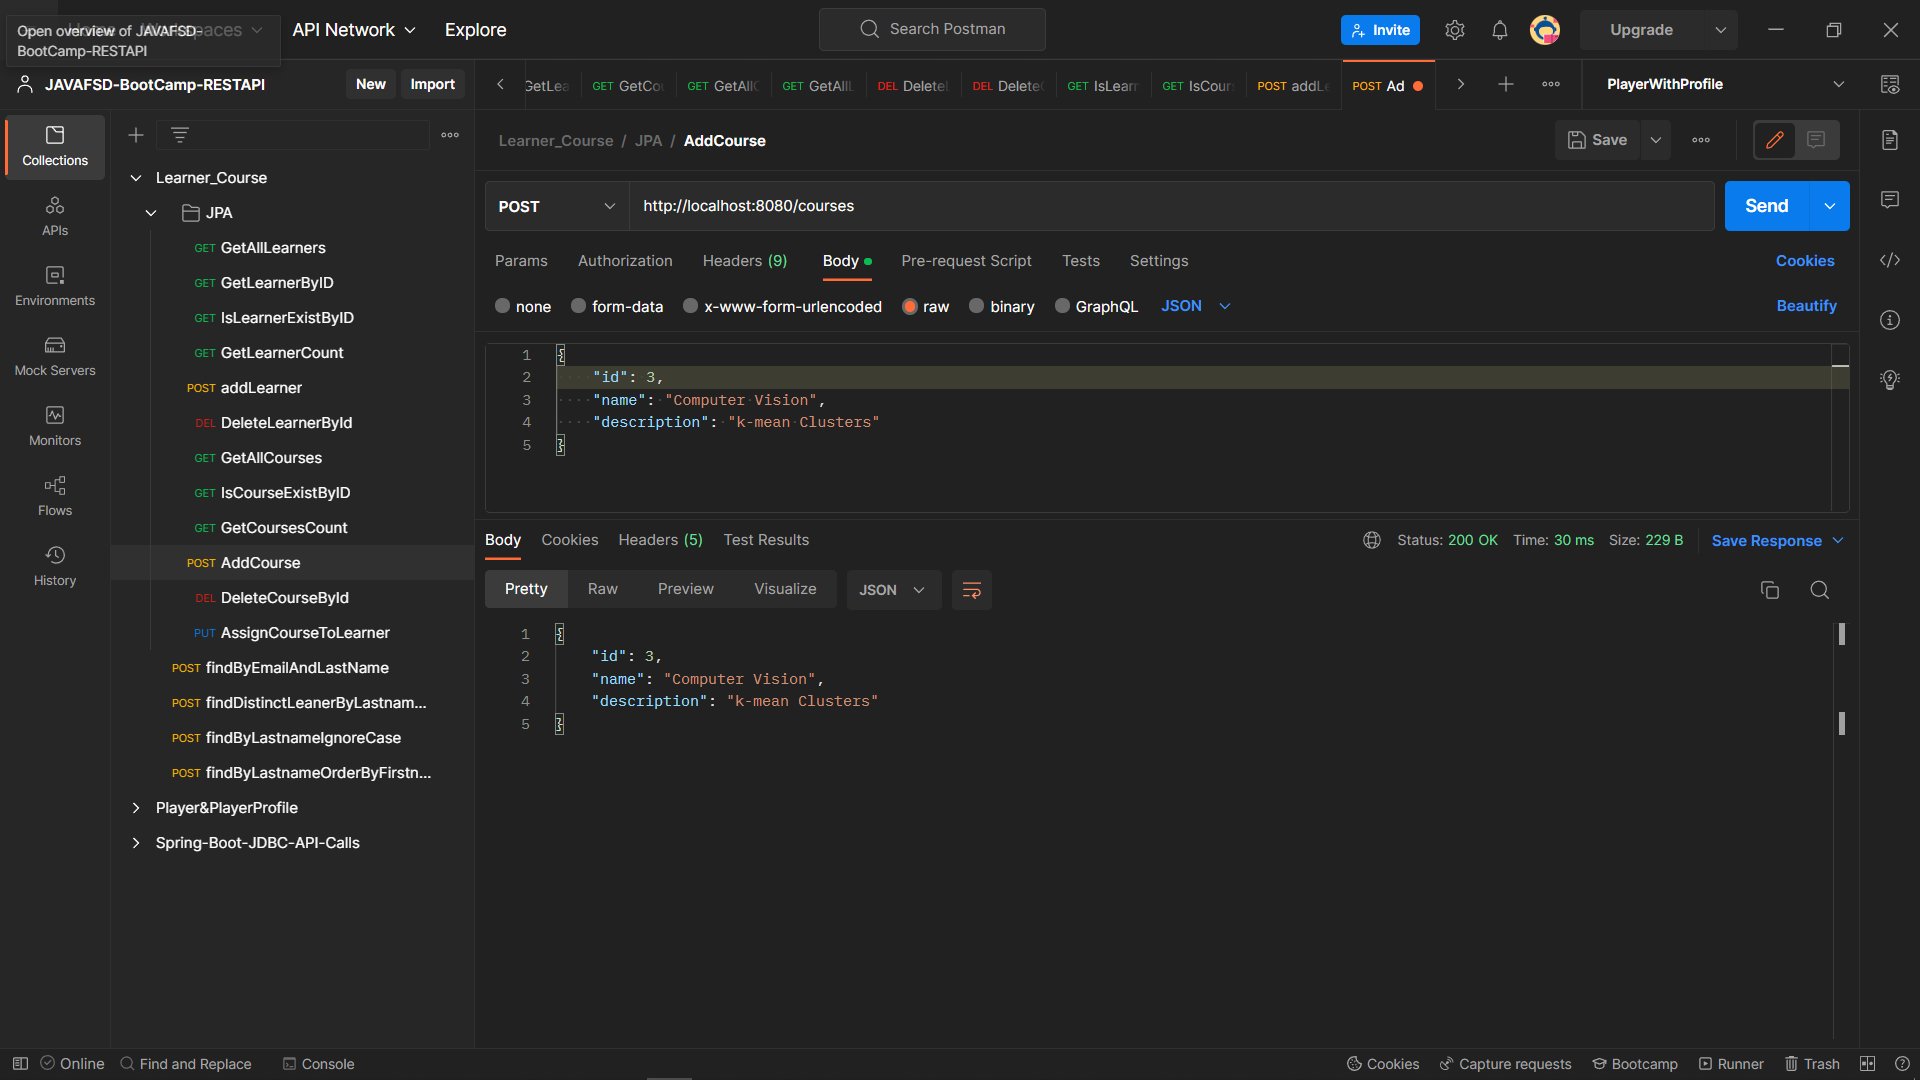 Open overview of JAVAFSD-
BootCamp-RESTAPI
API Network
Explore
Search Postman
Invite
Upgrade
JAVAFSD-BootCamp-RESTAPI
New
Import
GET GetCo
GET GetAll
GET GetAll
DEL Delete
DEL Delete
GET IsLear
GET IsCour
POST addL
POST Ad
PlayerWithProfile
Collections
APIs
Environments
Mock Servers
Monitors
Flows
History
Learner_Course
JPA
GET GetAllLearners
GET GetLearnerByID
GET IsLearnerExistByID
GET GetLearnerCount
POST addLearner
DEL DeleteLearnerById
GET GetAllCourses
GET IsCourseExistByID
GET GetCoursesCount
POST AddCourse
DEL DeleteCourseById
PUT AssignCourseToLearner
POST findByEmailAndLastName
POST findDistinctLeanerByLastnam...
POST findByLastnameIgnoreCase
POST findByLastnameOrderByFirstn...
Player&PlayerProfile
Spring-Boot-JDBC-API-Calls
Learner_Course / JPA / AddCourse
Save
POST
http://localhost:8080/courses
Send
Params Authorization Headers (9) Body Pre-request Script Tests Settings
Cookies
none form-data x-www-form-urlencoded raw binary GraphQL JSON
Beautify
1 {
2 "id": 3,
3 "name": "Computer Vision",
4 "description": "k-mean Clusters"
5 }
Body Cookies Headers (5) Test Results
Status: 200 OK Time: 30 ms Size: 229 B Save Response
Pretty Raw Preview Visualize JSON
1 {
2 "id": 3,
3 "name": "Computer Vision",
4 "description": "k-mean Clusters"
5 }
Online Find and Replace Console
Cookies Capture requests Bootcamp Runner Trash